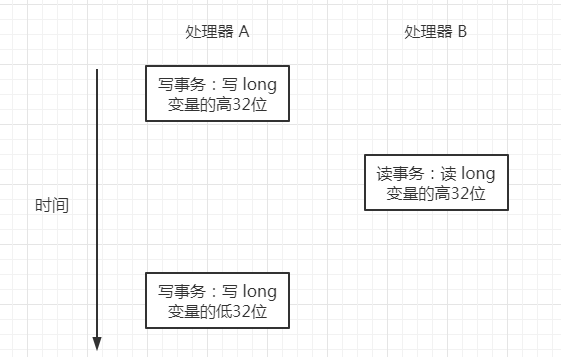 处理器 A
处理器 B
写事务：写 long
变量的高32位
读事务：读 long
变量的高32位
时间
写事务：写 long
变量的低32位